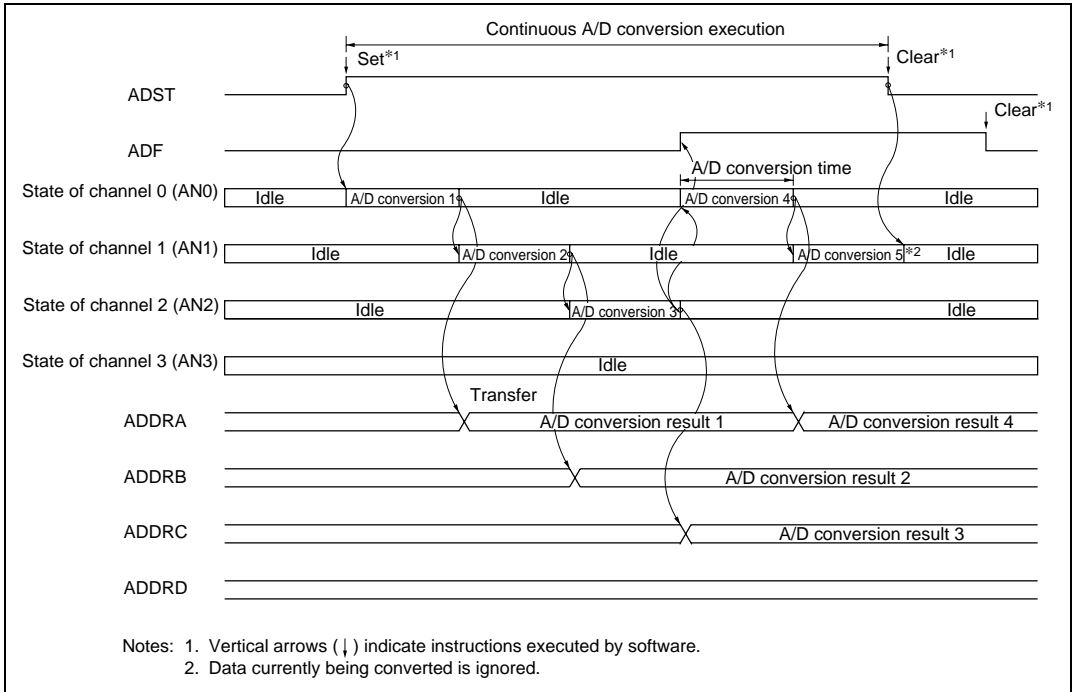 Continuous A/D conversion execution
Set*1
Clear*1
ADST
Clear*1
ADF
A/D conversion time
State of channel 0 (AN0)
Idle
A/D conversion 1
Idle
A/D conversion 4
Idle
State of channel 1 (AN1)
Idle
A/D conversion 2
Idle
A/D conversion 5
*2
Idle
State of channel 2 (AN2)
Idle
A/D conversion 3
Idle
State of channel 3 (AN3)
Idle
Transfer
ADDRA
A/D conversion result 1
A/D conversion result 4
ADDRB
A/D conversion result 2
ADDRC
A/D conversion result 3
ADDRD
Notes: 1. Vertical arrows (↓) indicate instructions executed by software.
2. Data currently being converted is ignored.